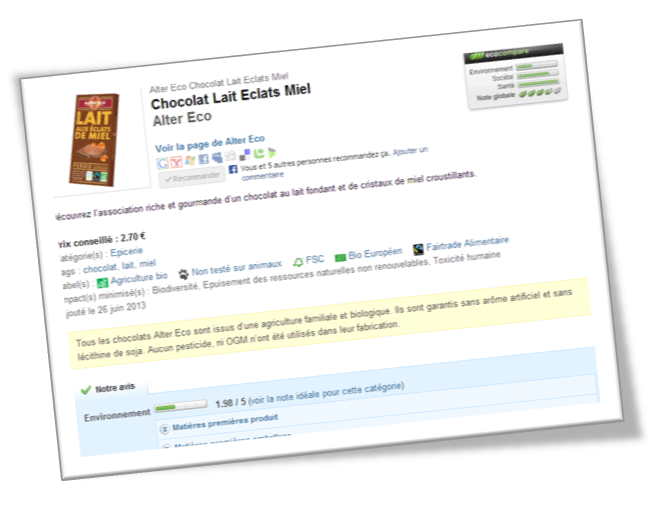 Alter Eco Chocolat Lait Eclats Miel
Chocolat Lait Eclats Miel
Alter Eco
Voir la page de Alter Eco
Recommander
Vous et 5 autres personnes recommandez ça. Ajouter un
commentaire
ecocompare
Environnement
Sociétal
Santé
Note globale
LAIT
AUX ÉCLATS
DE MIEL
écouvrez l'association riche et gourmande d'un chocolat au lait fondant et de cristaux de miel croustillants.
rix conseillé : 2.70 €
atégorie(s) : Epicerie
ags : chocolat, lait, miel
abel(s) : Agriculture bio Non testé sur animaux FSC Bio Européen Fairtrade Alimentaire
npact(s) minimisé(s) : Biodiversité, Epuisement des ressources naturelles non renouvelables, Toxicité humaine
jouté le 26 juin 2013
Tous les chocolats Alter Eco sont issus d'une agriculture familiale et biologique. Ils sont garantis sans arôme artificiel et sans
lécithine de soja. Aucun pesticide, ni OGM n'ont été utilisés dans leur fabrication.
Notre avis
Environnement 1.98 / 5 (voir la note idéale pour cette catégorie)
Matières premières produit
Matières premières